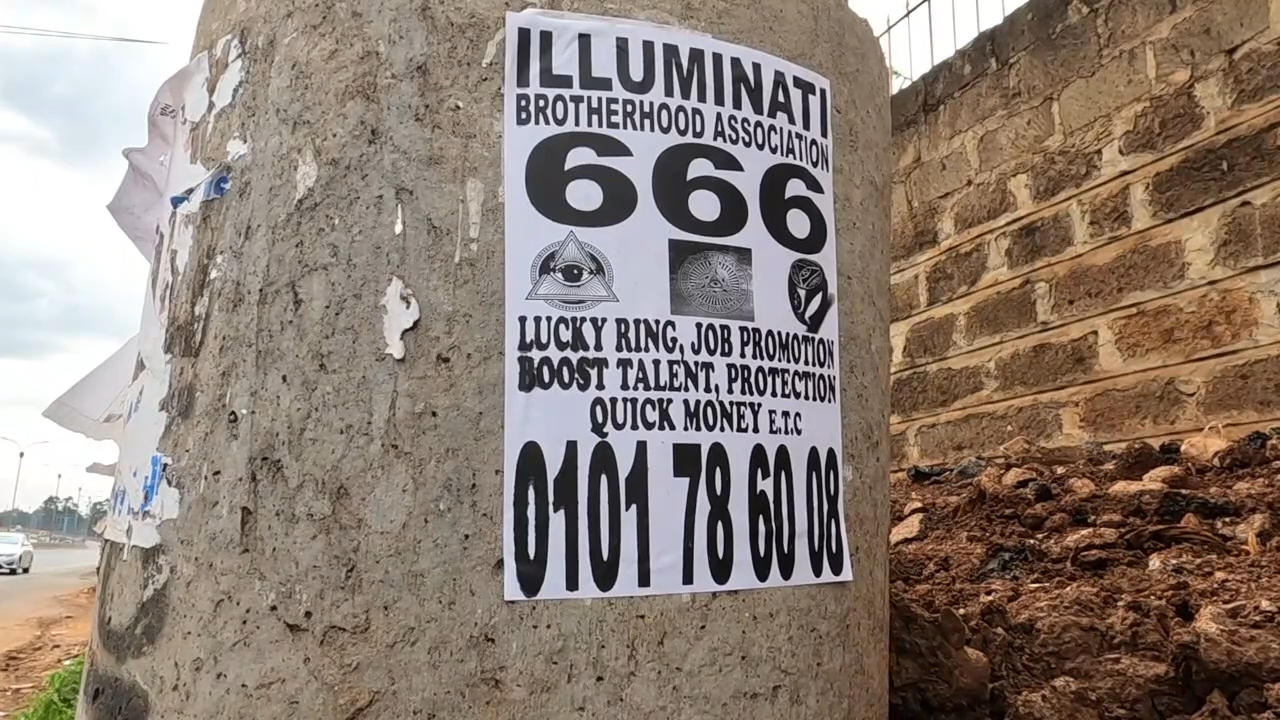 ILLUMINATI
BROTHERHOOD ASSOCIATION
666
LUCKY RING, JOB PROMOTION
BOOST TALENT, PROTECTION
QUICK MONEY E.T.C
0101 78 60 08